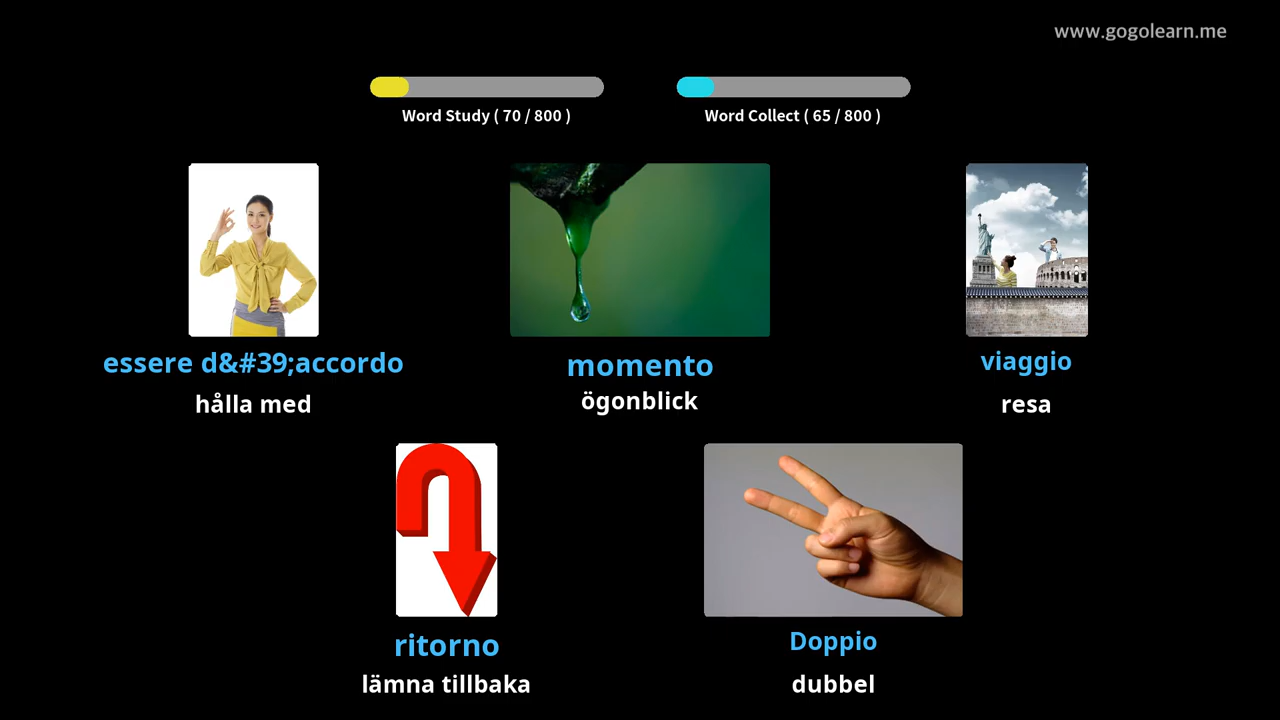 www.gogolearn.me
Word Study ( 70 / 800 )
Word Collect ( 65 / 800 )
essere d&#39;accordo
hålla med
momento
ögonblick
viaggio
resa
ritorno
lämna tillbaka
Doppio
dubbel